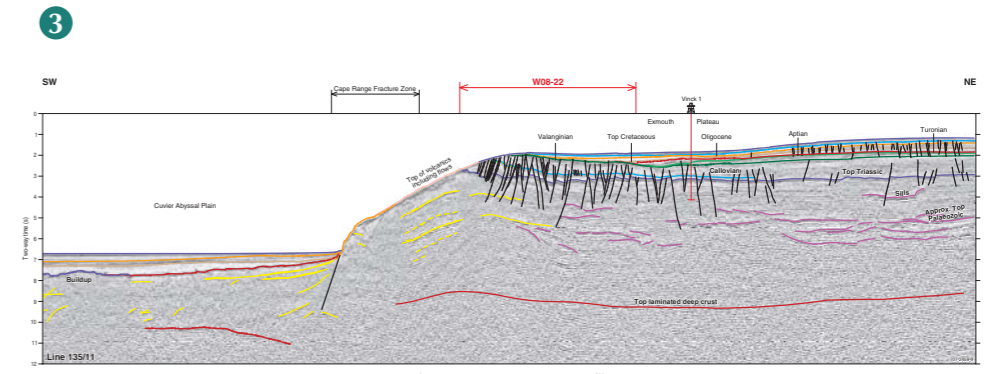 3
SW
NE
Cape Range Fracture Zone
W08-22
Vinck 1
Exmouth Plateau
Valanginian
Top Cretaceous
Oligocene
Aptian
Turonian
Top of volcanics
including flows
Callovian
Top Triassic
Sills
Approx. Top
Palaeozoic
Cuvier Abyssal Plain
Buildup
Top laminated deep crust
Two-way time (s)
0
1
2
3
4
5
6
7
8
9
10
11
12
Line 135/11